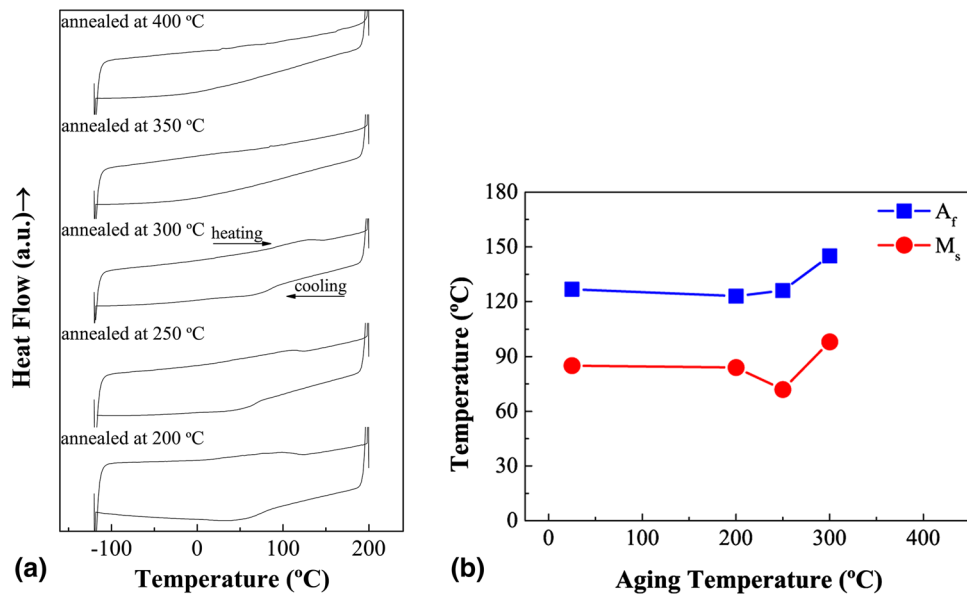 annealed at 400 ºC
annealed at 350 ºC
annealed at 300 ºC
heating
cooling
annealed at 250 ºC
annealed at 200 ºC
Heat Flow (a.u.)→
-100 0 100 200
Temperature (ºC)
(a)
180
150
120
90
60
30
0
A_f
M_s
Temperature (ºC)
0 100 200 300 400
Aging Temperature (ºC)
(b)